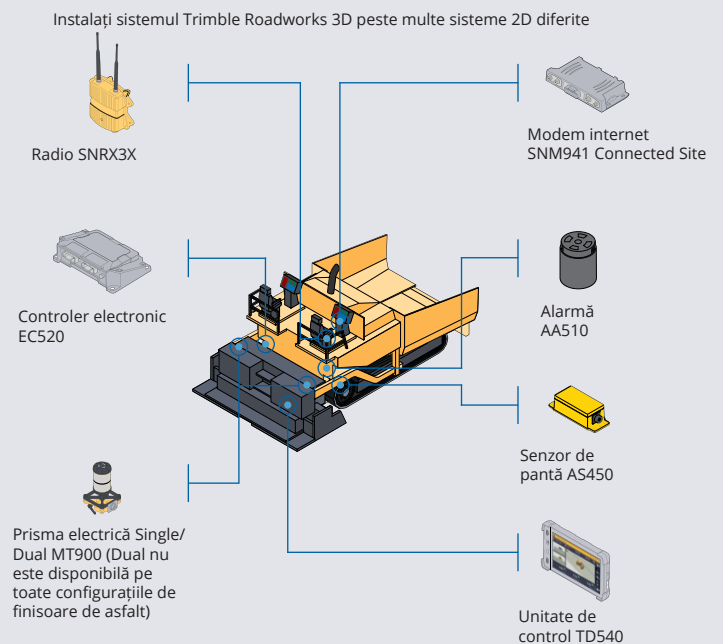 Instalați sistemul Trimble Roadworks 3D peste multe sisteme 2D diferite
Radio SNRX3X
Modem internet
SNM941 Connected Site
Controler electronic
EC520
Alarmă
AA510
Senzor de
pantă AS450
Prisma electrică Single/
Dual MT900 (Dual nu
este disponibilă pe
toate configurațiile de
finisoare de asfalt)
Unitate de
control TD540